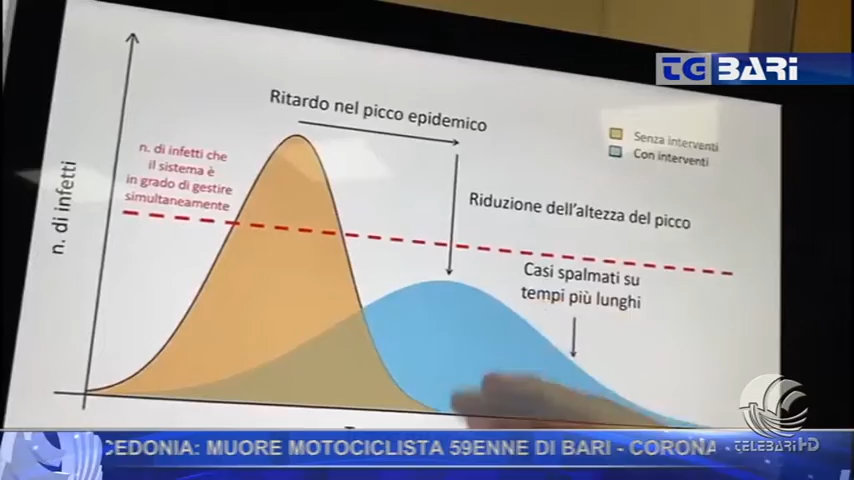 TG BARI
Ritardo nel picco epidemico
Senza interventi
Con interventi
n. di infetti che
il sistema è
in grado di gestire
simultaneamente
n. di infetti
Riduzione dell'altezza del picco
Casi spalmati su
tempi più lunghi
TELEBARI HD
CEDONIA: MUORE MOTOCICLISTA 59ENNE DI BARI - CORONA